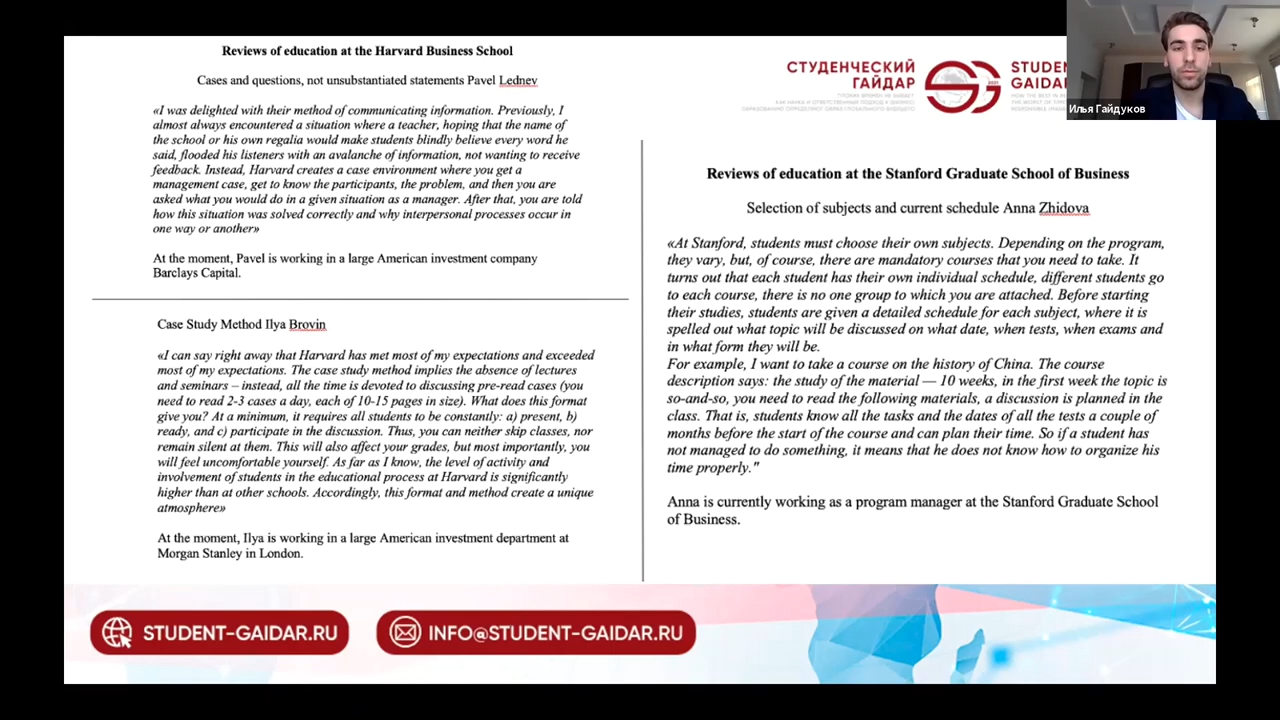 Reviews of education at the Harvard Business School
Cases and questions, not unsubstantiated statements Pavel Lednev
«I was delighted with their method of communicating information. Previously, I
almost always encountered a situation where a teacher, hoping that the name of
the school or his own regalia would make students blindly believe every word he
said, flooded his listeners with an avalanche of information, not wanting to receive
feedback. Instead, Harvard creates a case environment where you get a
management case, get to know the participants, the problem, and then you are
asked what you would do in a given situation as a manager. After that, you are told
how this situation was solved correctly and why interpersonal processes occur in
one way or another»
At the moment, Pavel is working in a large American investment company
Barclays Capital.
Case Study Method Ilya Brovin
«I can say right away that Harvard has met most of my expectations and exceeded
most of my expectations. The case study method implies the absence of lectures
and seminars – instead, all the time is devoted to discussing pre-read cases (you
need to read 2-3 cases a day, each of 10-15 pages in size). What does this format
give you? At a minimum, it requires all students to be constantly: a) present, b)
ready, and c) participate in the discussion. Thus, you can neither skip classes, nor
remain silent at them. This will also affect your grades, but most importantly, you
will feel uncomfortable yourself. As far as I know, the level of activity and
involvement of students in the educational process at Harvard is significantly
higher than at other schools. Accordingly, this format and method create a unique
atmosphere»
At the moment, Ilya is working in a large American investment department at
Morgan Stanley in London.
СТУДЕНЧЕСКИЙ
ГАЙДАР
STUDEN
GAIDAR
Илья Гайдуков
Reviews of education at the Stanford Graduate School of Business
Selection of subjects and current schedule Anna Zhidova
«At Stanford, students must choose their own subjects. Depending on the program,
they vary, but, of course, there are mandatory courses that you need to take. It
turns out that each student has their own individual schedule, different students go
to each course, there is no one group to which you are attached. Before starting
their studies, students are given a detailed schedule for each subject, where it is
spelled out what topic will be discussed on what date, when tests, when exams and
in what form they will be.
For example, I want to take a course on the history of China. The course
description says: the study of the material — 10 weeks, in the first week the topic is
so-and-so, you need to read the following materials, a discussion is planned in the
class. That is, students know all the tasks and the dates of all the tests a couple of
months before the start of the course and can plan their time. So if a student has
not managed to do something, it means that he does not know how to organize his
time properly."
Anna is currently working as a program manager at the Stanford Graduate School
of Business.
STUDENT-GAIDAR.RU
INFO@STUDENT-GAIDAR.RU